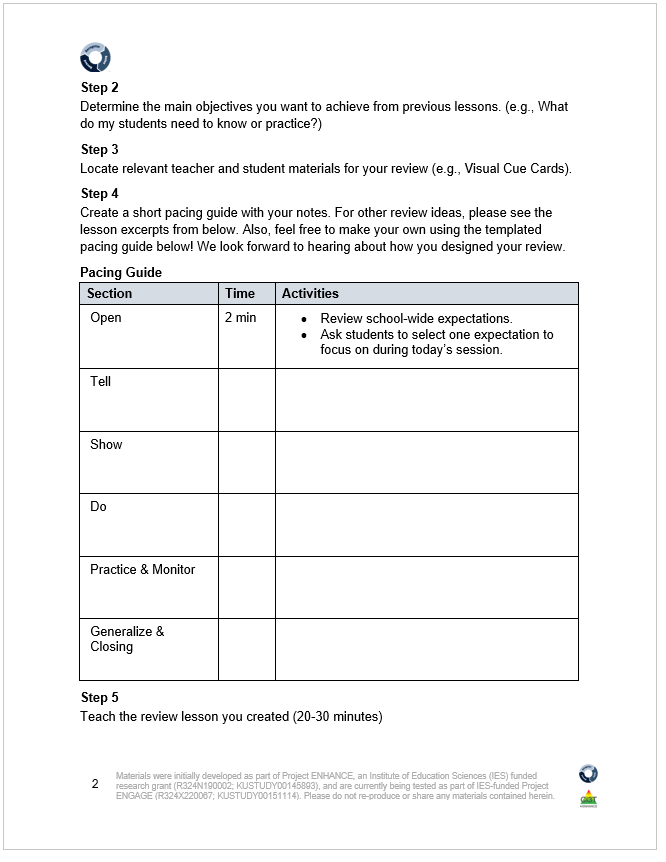 Step 2
Determine the main objectives you want to achieve from previous lessons. (e.g., What
do my students need to know or practice?)
Step 3
Locate relevant teacher and student materials for your review (e.g., Visual Cue Cards).
Step 4
Create a short pacing guide with your notes. For other review ideas, please see the
lesson excerpts from below. Also, feel free to make your own using the templated
pacing guide below! We look forward to hearing about how you designed your review.
Pacing Guide
Section Time Activities
Open 2 min • Review school-wide expectations.
• Ask students to select one expectation to
focus on during today's session.
Tell
Show
Do
Practice & Monitor
Generalize &
Closing
Step 5
Teach the review lesson you created (20-30 minutes)
2
Materials were initially developed as part of Project ENHANCE, an Institute of Education Sciences (IES) funded
research grant (R324N190002; KUSTUDY00145893), and are currently being tested as part of IES-funded Project
ENGAGE (R324X220067; KUSTUDY00151114). Please do not re-produce or share any materials contained herein.